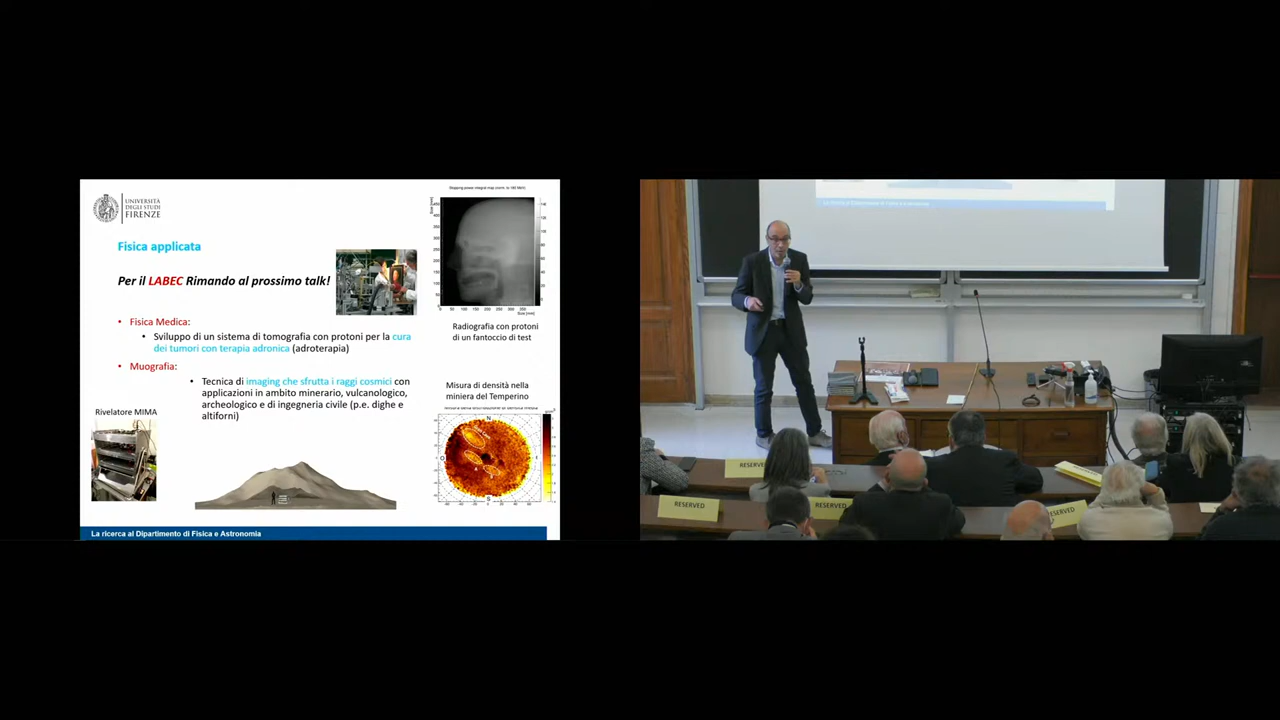 UNIVERSITÀ
DEGLI STUDI
FIRENZE
Fisica applicata
Per il LABEC Rimando al prossimo talk!
• Fisica Medica:
• Sviluppo di un sistema di tomografia con protoni per la cura
dei tumori con terapia adronica (adroterapia)
• Muografia:
• Tecnica di imaging che sfrutta i raggi cosmici con
applicazioni in ambito minerario, vulcanologico,
archeologico e di ingegneria civile (p.e. dighe e
altiforni)
Rivelatore MIMA
Radiografia con protoni
di un fantoccio di test
Misura di densità nella
miniera del Temperino
N
O
E
S
La ricerca al Dipartimento di Fisica e Astronomia
RESERVED
RESERVED
RESERVED
RESERVED